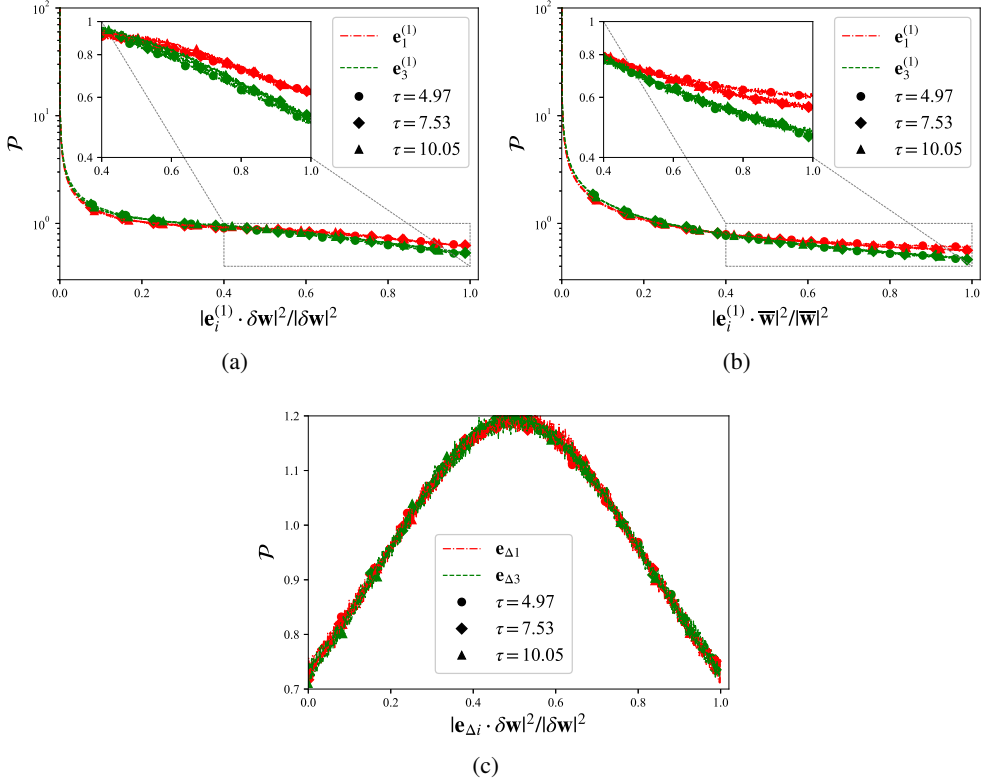 10²
10¹
10⁰
𝒫
1
0.8
0.6
0.4
0.4 0.6 0.8 1.0
𝐞₁⁽¹⁾
𝐞₃⁽¹⁾
τ = 4.97
τ = 7.53
τ = 10.05
0.0 0.2 0.4 0.6 0.8 1.0
|𝐞ᵢ⁽¹⁾ · δ𝐰|²/|δ𝐰|²
(a)
10²
10¹
10⁰
𝒫
1
0.8
0.6
0.4
0.4 0.6 0.8 1.0
𝐞₁⁽¹⁾
𝐞₃⁽¹⁾
τ = 4.97
τ = 7.53
τ = 10.05
0.0 0.2 0.4 0.6 0.8 1.0
|𝐞ᵢ⁽¹⁾ · 𝐰̅|²/|𝐰̅|²
(b)
1.2
1.1
1.0
0.9
0.8
0.7
𝒫
𝐞_Δ1
𝐞_Δ3
τ = 4.97
τ = 7.53
τ = 10.05
0.0 0.2 0.4 0.6 0.8 1.0
|𝐞_Δi · δ𝐰|²/|δ𝐰|²
(c)